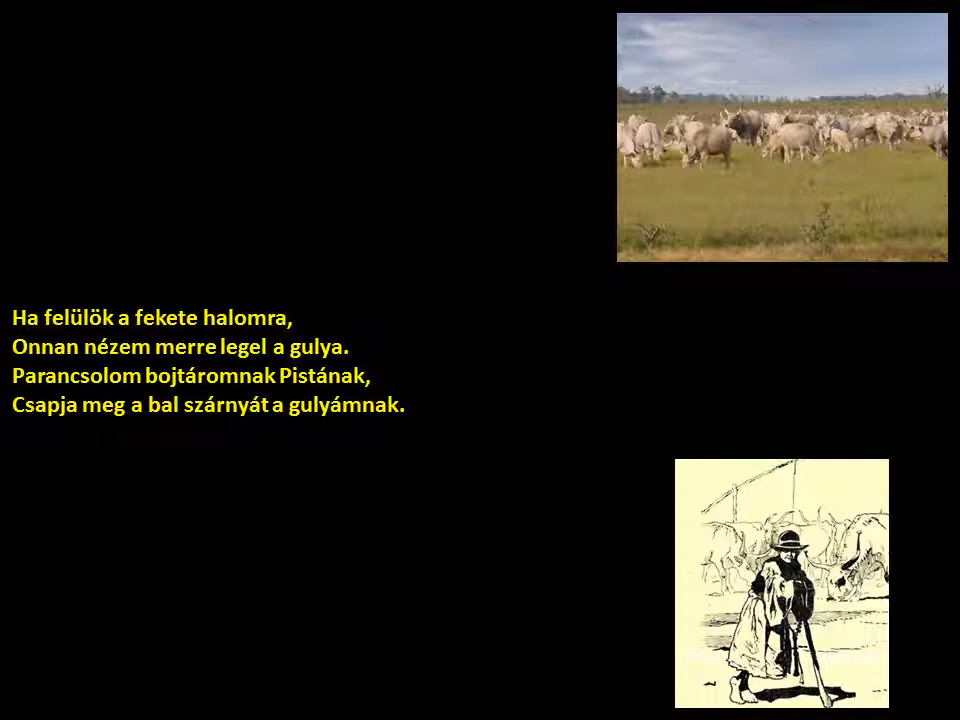 Ha felülök a fekete halomra,
Onnan nézem merre legel a gulya.
Parancsolom bojtáromnak Pistának,
Csapja meg a bal szárnyát a gulyámnak.